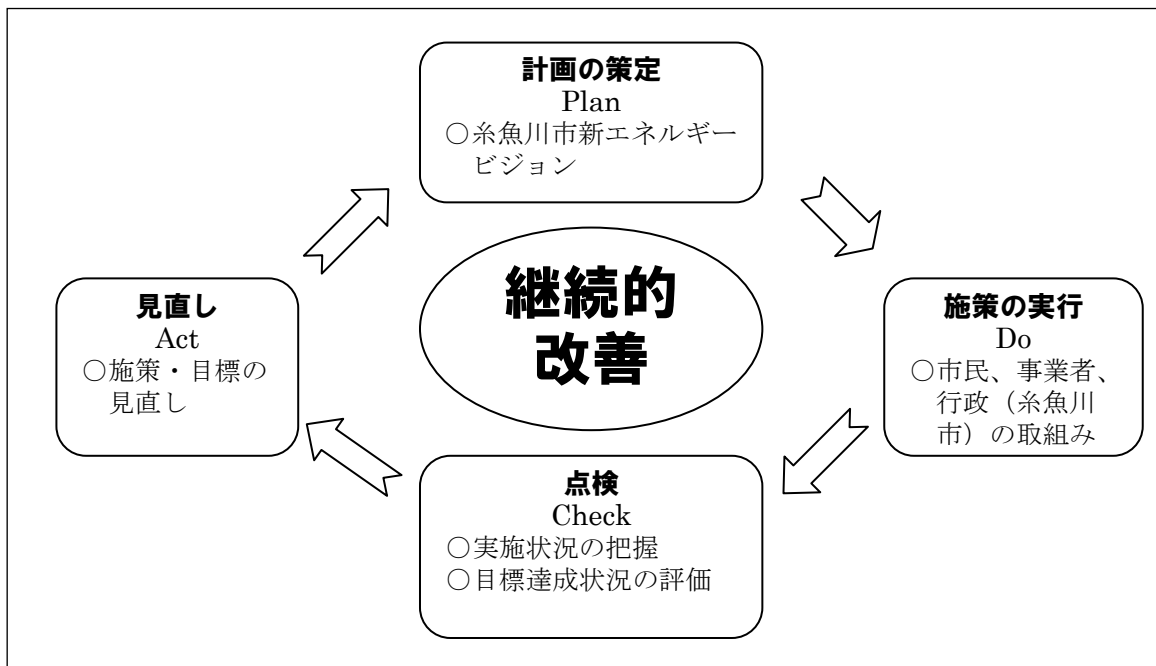 計画の策定
Plan
○糸魚川市新エネルギー
ビジョン
継続的
改善
見直し
Act
○施策・目標の
見直し
施策の実行
Do
○市民、事業者、
行政（糸魚川
市）の取組み
点検
Check
○実施状況の把握
○目標達成状況の評価